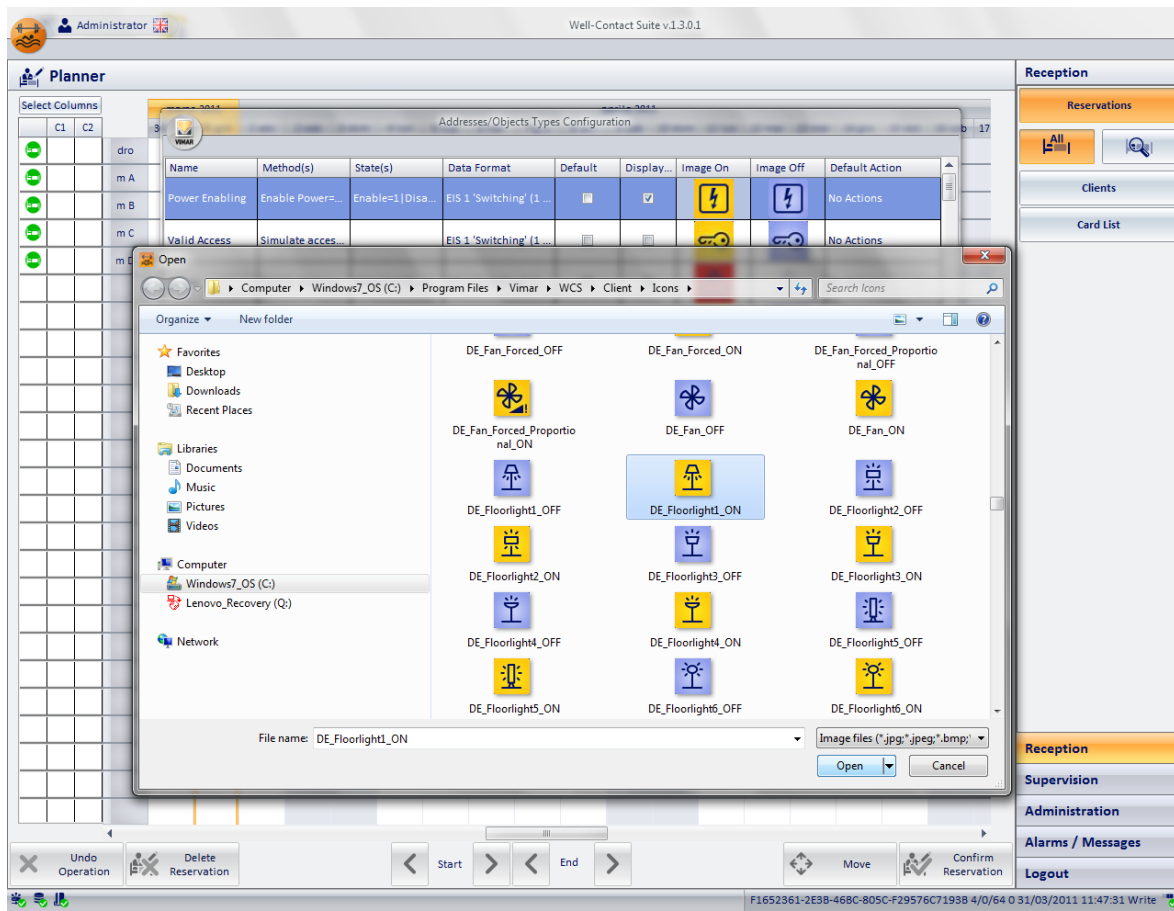 Administrator
Well-Contact Suite v.1.3.0.1
Planner
Reception
Select Columns
C1 C2
Addresses/Objects Types Configuration
VIMAR
Name Method(s) State(s) Data Format Default Display... Image On Image Off Default Action
Power Enabling Enable Power=... Enable=1|Disa... EIS 1 'Switching' (1 ... No Actions
Valid Access Simulate acces... EIS 1 'Switching' (1 ... No Actions
17
dro
m A
m B
m C
Reservations
All
Clients
Card List
Open
Computer Windows7_OS (C:) Program Files Vimar WCS Client Icons
Search Icons
Organize New folder
Favorites
Desktop
Downloads
Recent Places
Libraries
Documents
Music
Pictures
Videos
Computer
Windows7_OS (C:)
Lenovo_Recovery (Q:)
Network
DE_Fan_Forced_OFF DE_Fan_Forced_ON DE_Fan_Forced_Proportio
nal_OFF
DE_Fan_Forced_Proportio
nal_ON
DE_Fan_OFF DE_Fan_ON
DE_Floorlight1_OFF DE_Floorlight1_ON DE_Floorlight2_OFF
DE_Floorlight2_ON DE_Floorlight3_OFF DE_Floorlight3_ON
DE_Floorlight4_OFF DE_Floorlight4_ON DE_Floorlight5_OFF
DE_Floorlight5_ON DE_Floorlight6_OFF DE_Floorlight6_ON
File name: DE_Floorlight1_ON Image files (*.jpg;*.jpeg;*.bmp;'
Open Cancel
Reception
Supervision
Administration
Alarms / Messages
Logout
Undo
Operation
Delete
Reservation
Start
End
Move
Confirm
Reservation
F1652361-2E3B-46BC-805C-F29576C7193B 4/0/64 0 31/03/2011 11:47:31 Write